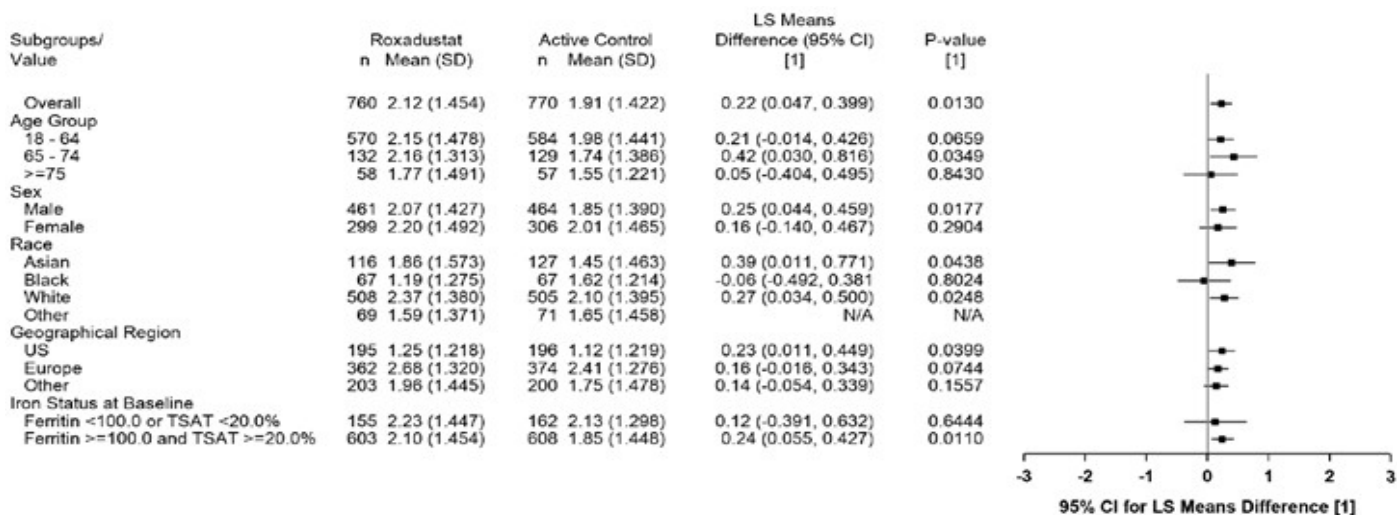 LS Means
Subgroups/ Roxadustat Active Control Difference (95% CI) P-value
Value n Mean (SD) n Mean (SD) [1] [1]
Overall 760 2.12 (1.454) 770 1.91 (1.422) 0.22 (0.047, 0.399) 0.0130
Age Group
18 - 64 570 2.15 (1.478) 584 1.98 (1.441) 0.21 (-0.014, 0.426) 0.0659
65 - 74 132 2.16 (1.313) 129 1.74 (1.386) 0.42 (0.030, 0.816) 0.0349
>=75 58 1.77 (1.491) 57 1.55 (1.221) 0.05 (-0.404, 0.495) 0.8430
Sex
Male 461 2.07 (1.427) 464 1.85 (1.390) 0.25 (0.044, 0.459) 0.0177
Female 299 2.20 (1.492) 306 2.01 (1.465) 0.16 (-0.140, 0.467) 0.2904
Race
Asian 116 1.86 (1.573) 127 1.45 (1.463) 0.39 (0.011, 0.771) 0.0438
Black 67 1.19 (1.275) 67 1.62 (1.214) -0.06 (-0.492, 0.381 0.8024
White 508 2.37 (1.380) 505 2.10 (1.395) 0.27 (0.034, 0.500) 0.0248
Other 69 1.59 (1.371) 71 1.65 (1.458) N/A N/A
Geographical Region
US 195 1.25 (1.218) 196 1.12 (1.219) 0.23 (0.011, 0.449) 0.0399
Europe 362 2.68 (1.320) 374 2.41 (1.276) 0.16 (-0.016, 0.343) 0.0744
Other 203 1.96 (1.445) 200 1.75 (1.478) 0.14 (-0.054, 0.339) 0.1557
Iron Status at Baseline
Ferritin <100.0 or TSAT <20.0% 155 2.23 (1.447) 162 2.13 (1.298) 0.12 (-0.391, 0.632) 0.6444
Ferritin >=100.0 and TSAT >=20.0% 603 2.10 (1.454) 608 1.85 (1.448) 0.24 (0.055, 0.427) 0.0110
-3 -2 -1 0 1 2 3
95% CI for LS Means Difference [1]